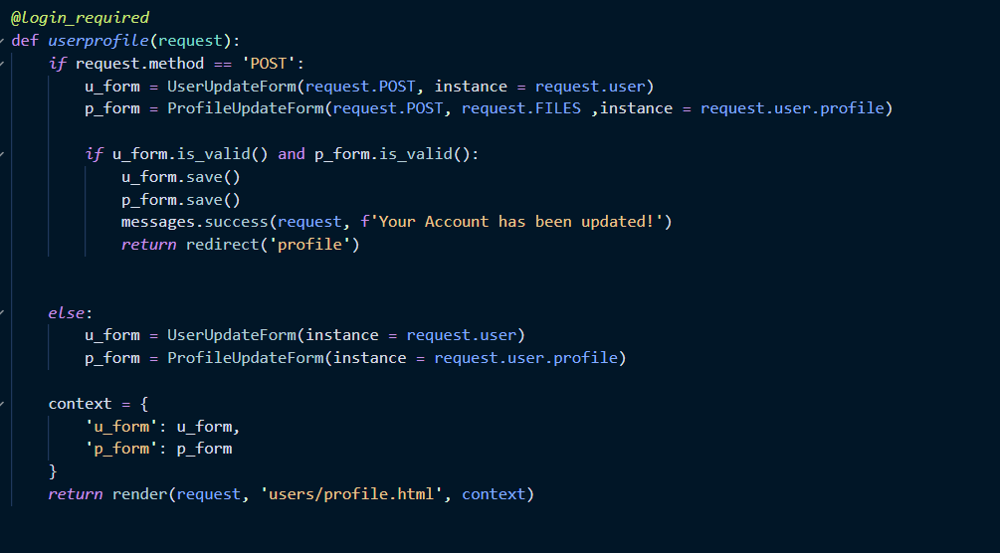 @login_required
def userprofile(request):
    if request.method == 'POST':
        u_form = UserUpdateForm(request.POST, instance = request.user)
        p_form = ProfileUpdateForm(request.POST, request.FILES ,instance = request.user.profile)
        if u_form.is_valid() and p_form.is_valid():
            u_form.save()
            p_form.save()
            messages.success(request, f'Your Account has been updated!')
            return redirect('profile')
    else:
        u_form = UserUpdateForm(instance = request.user)
        p_form = ProfileUpdateForm(instance = request.user.profile)
    context = {
        'u_form': u_form,
        'p_form': p_form
    }
    return render(request, 'users/profile.html', context)